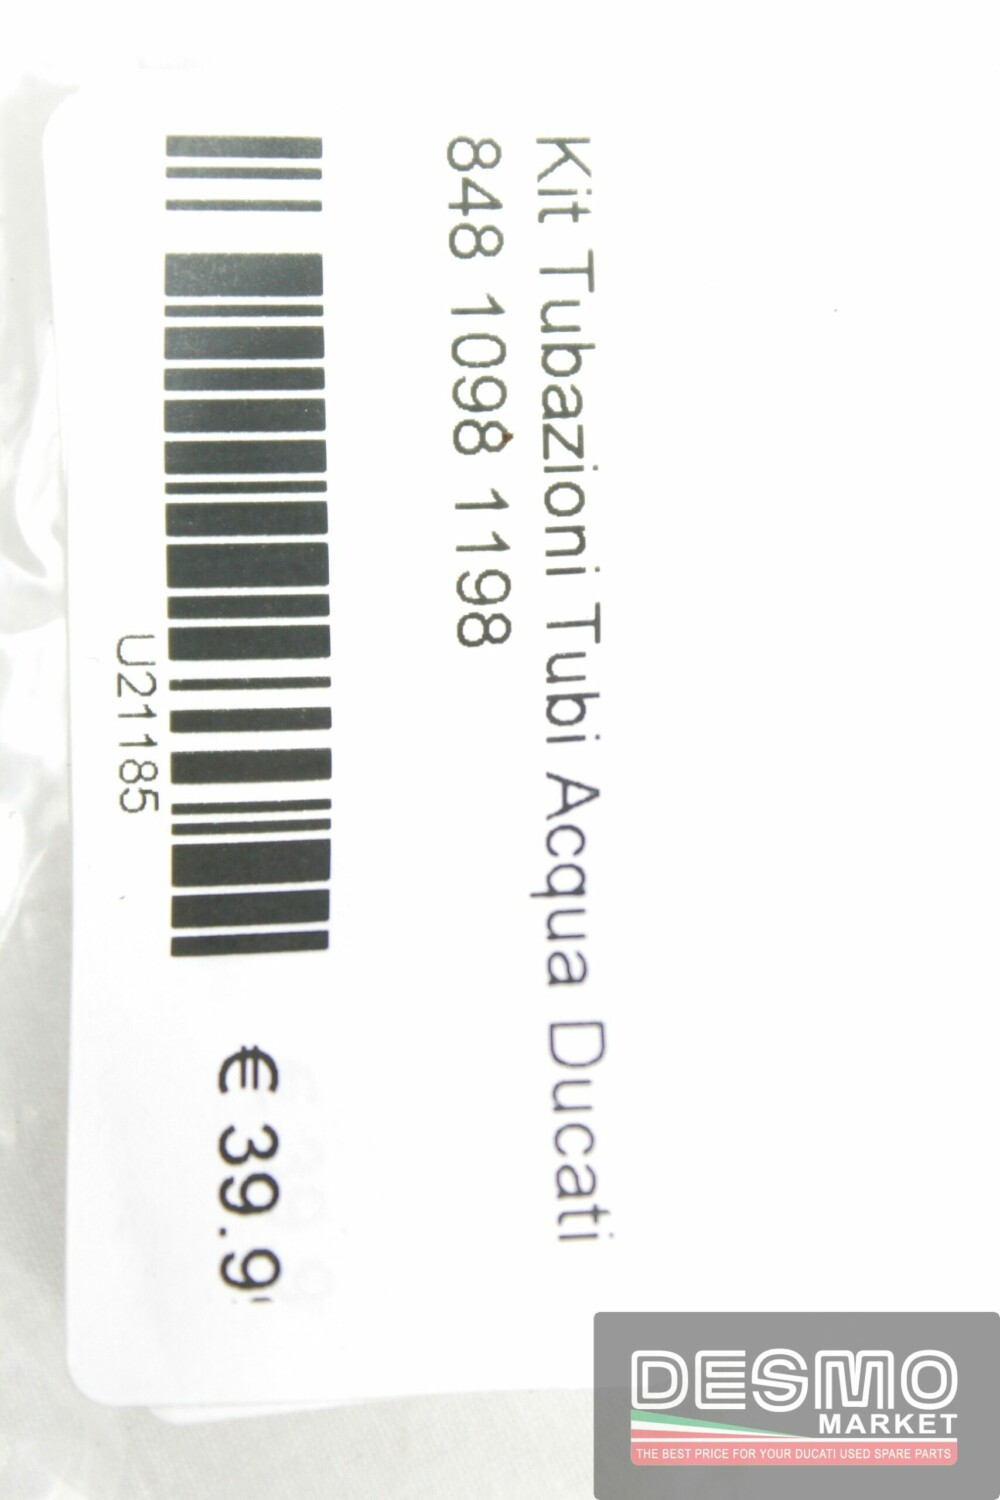 Kit Tubazioni Tubi Acqua Ducati
848 1098 1198
U21185
€ 39.9
DESMO
MARKET
THE BEST PRICE FOR YOUR DUCATI USED SPARE PARTS